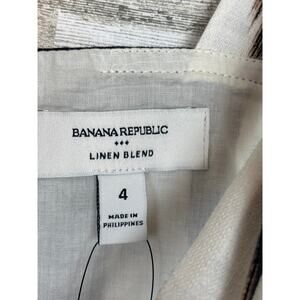 BANANA REPUBLIC
LINEN BLEND
4
MADE IN
PHILIPPINES